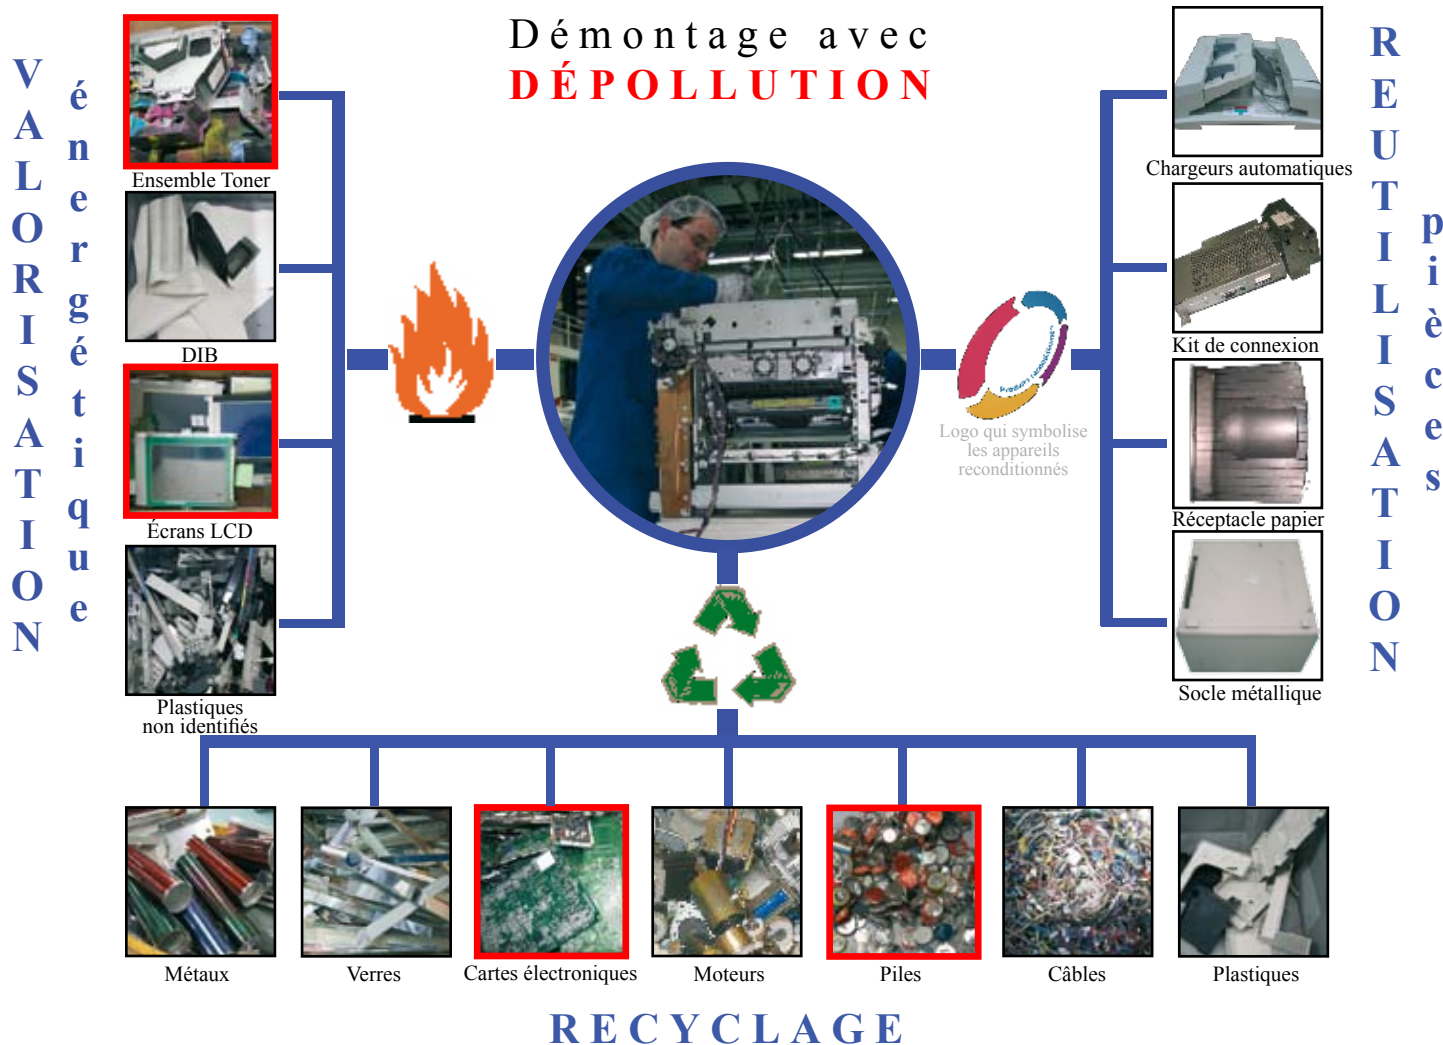 Démontage avec
DÉPOLLUTION
VALORISATION
énergétique
Ensemble Toner
DIB
Écrans LCD
Plastiques
non identifiés
Produits reconditionnés
Logo qui symbolise
les appareils
reconditionnés
Chargeurs automatiques
Kit de connexion
Réceptacle papier
Socle métallique
REUTILISATION
pièces
Métaux
Verres
Cartes électroniques
Moteurs
Piles
Câbles
Plastiques
RECYCLAGE